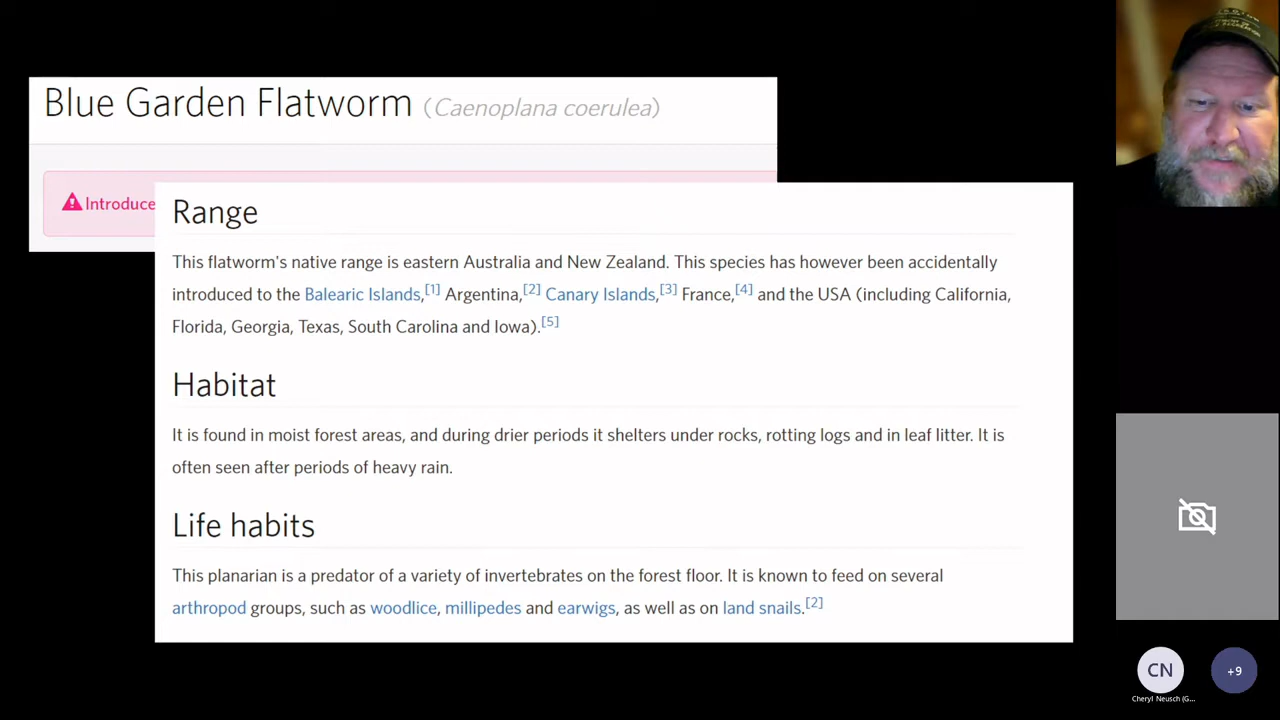 Blue Garden Flatworm (Caenoplana coerulea)
Introduce
Range
This flatworm's native range is eastern Australia and New Zealand. This species has however been accidentally
introduced to the Balearic Islands,[1] Argentina,[2] Canary Islands,[3] France,[4] and the USA (including California,
Florida, Georgia, Texas, South Carolina and Iowa).[5]
Habitat
It is found in moist forest areas, and during drier periods it shelters under rocks, rotting logs and in leaf litter. It is
often seen after periods of heavy rain.
Life habits
This planarian is a predator of a variety of invertebrates on the forest floor. It is known to feed on several
arthropod groups, such as woodlice, millipedes and earwigs, as well as on land snails.[2]
CN
+9
Cheryl Neusch (G...